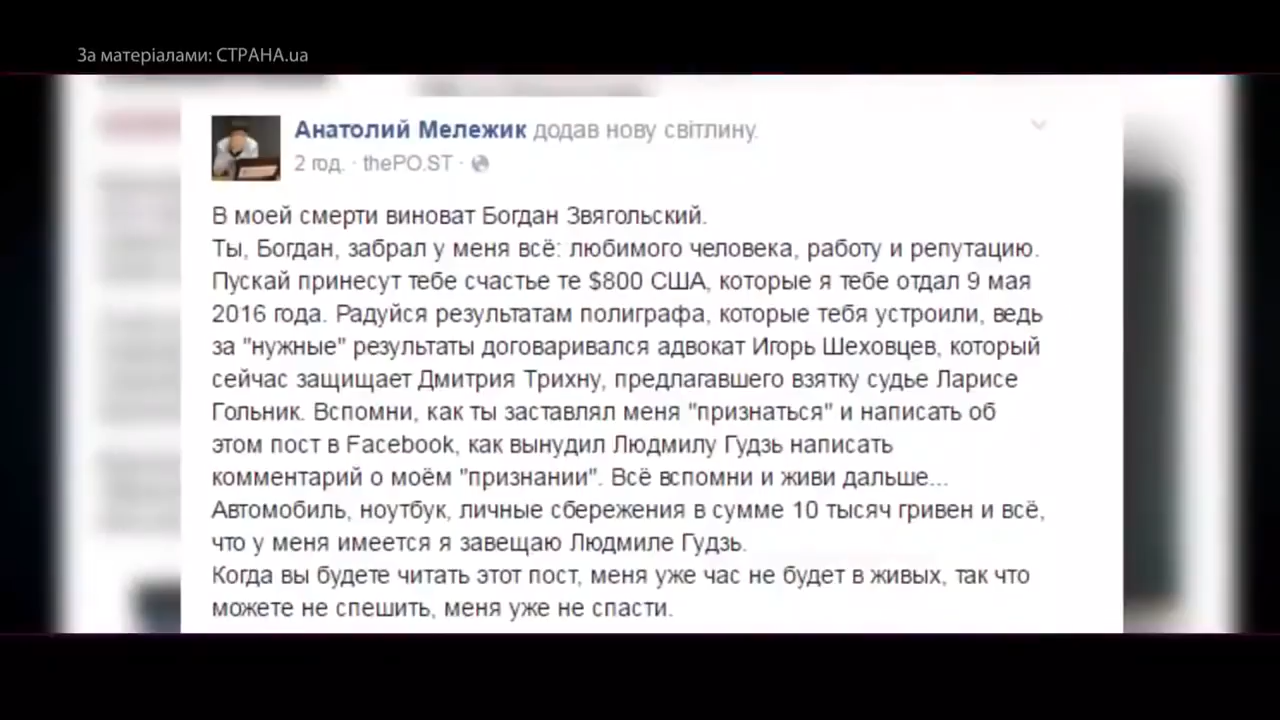 За матеріалами: СТРАНА.ua
Анатолий Мележик додав нову світлину.
2 год. · thePO.ST ·
В моей смерти виноват Богдан Звягольский.
Ты, Богдан, забрал у меня всё: любимого человека, работу и репутацию.
Пускай принесут тебе счастье те $800 США, которые я тебе отдал 9 мая
2016 года. Радуйся результатам полиграфа, которые тебя устроили, ведь
за "нужные" результаты договаривался адвокат Игорь Шеховцев, который
сейчас защищает Дмитрия Трихну, предлагавшего взятку судье Ларисе
Гольник. Вспомни, как ты заставлял меня "признаться" и написать об
этом пост в Facebook, как вынудил Людмилу Гудзь написать
комментарий о моём "признании". Всё вспомни и живи дальше...
Автомобиль, ноутбук, личные сбережения в сумме 10 тысяч гривен и всё,
что у меня имеется я завещаю Людмиле Гудзь.
Когда вы будете читать этот пост, меня уже час не будет в живых, так что
можете не спешить, меня уже не спасти.